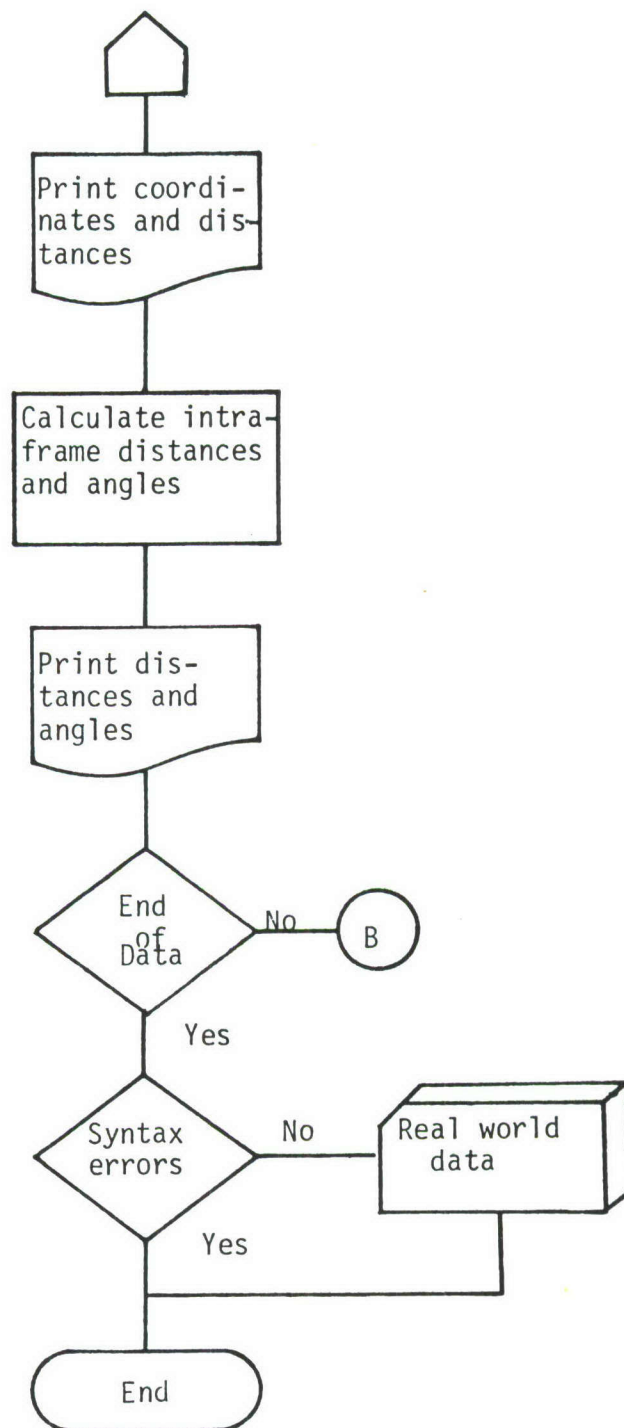 Print coordi-
nates and dis-
tances
Calculate intra-
frame distances
and angles
Print dis-
tances and
angles
End
of
Data
No
B
Yes
Syntax
errors
No
Real world
data
Yes
End